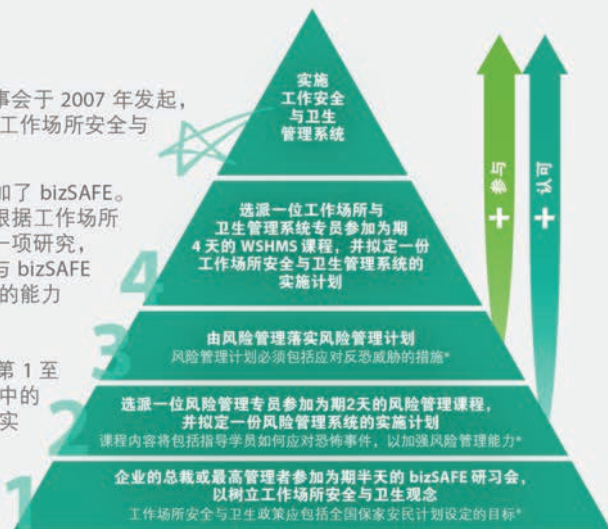 事会于 2007 年发起,
工作场所安全与
加了 bizSAFE。
根据工作场所
一项研究,
与 bizSAFE
的能力
第 1 至
中的
实
实施
工作安全
与卫生
管理系统
4
选派一位工作场所与
卫生管理系统专员参加为期
4 天的 WSHMS 课程,并拟定一份
工作场所安全与卫生管理系统的
实施计划
3
由风险管理落实风险管理计划
风险管理计划必须包括应对反恐威胁的措施*
2
选派一位风险管理专员参加为期2天的风险管理课程,
并拟定一份风险管理系统的实施计划
课程内容将包括指导学员如何应对恐怖事件,以加强风险管理能力*
1
企业的总裁或最高管理者参加为期半天的 bizSAFE 研习会,
以树立工作场所安全与卫生观念
工作场所安全与卫生政策应包括全国保家安民计划设定的目标*
+ 参与
+ 认可